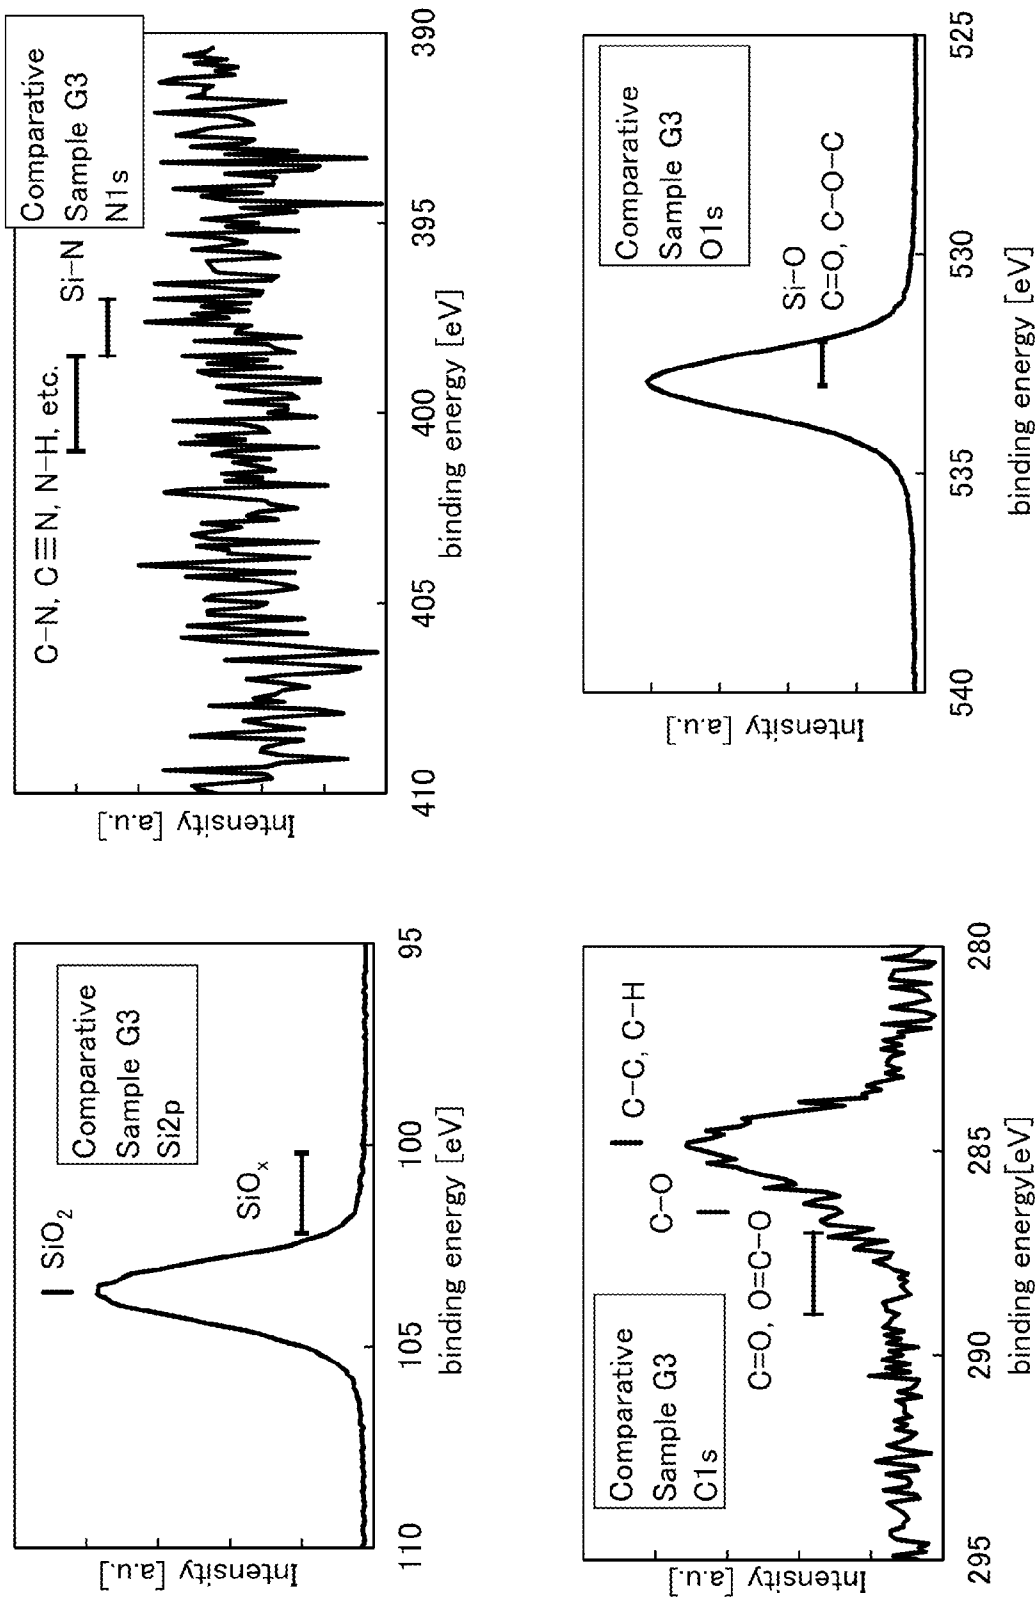 Intensity [a.u.]
Comparative
Sample G3
Si2p
SiO2
SiOx
110
105
100
95
binding energy [eV]
Intensity [a.u.]
Comparative
Sample G3
N1s
C−N, C≡N, N−H, etc.
Si−N
410
405
400
395
390
binding energy [eV]
Intensity [a.u.]
Comparative
Sample G3
C1s
C−C, C−H
C−O
C=O, O=C−O
295
290
285
280
binding energy[eV]
Intensity [a.u.]
Comparative
Sample G3
O1s
Si−O
C=O, C−O−C
540
535
530
525
binding energy [eV]